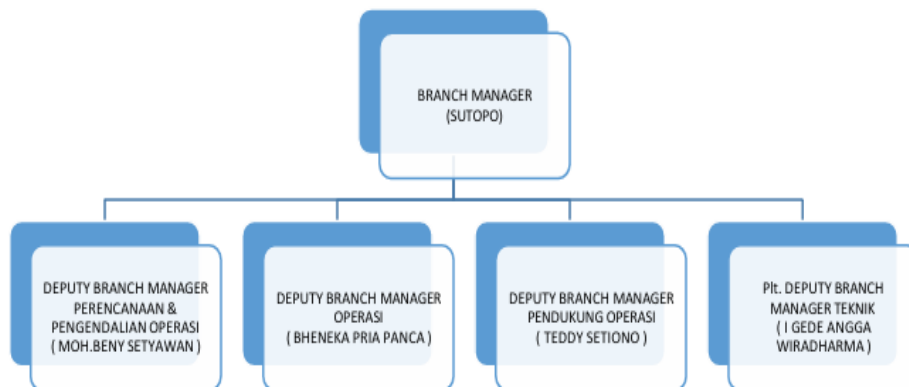 BRANCH MANAGER
(SUTOPO)
DEPUTY BRANCH MANAGER
PERENCANAAN &
PENGENDALIAN OPERASI
( MOH.BENY SETYAWAN )
DEPUTY BRANCH MANAGER
OPERASI
( BHENEKA PRIA PANCA )
DEPUTY BRANCH MANAGER
PENDUKUNG OPERASI
( TEDDY SETIONO )
Plt. DEPUTY BRANCH
MANAGER TEKNIK
( I GEDE ANGGA
WIRADHARMA )